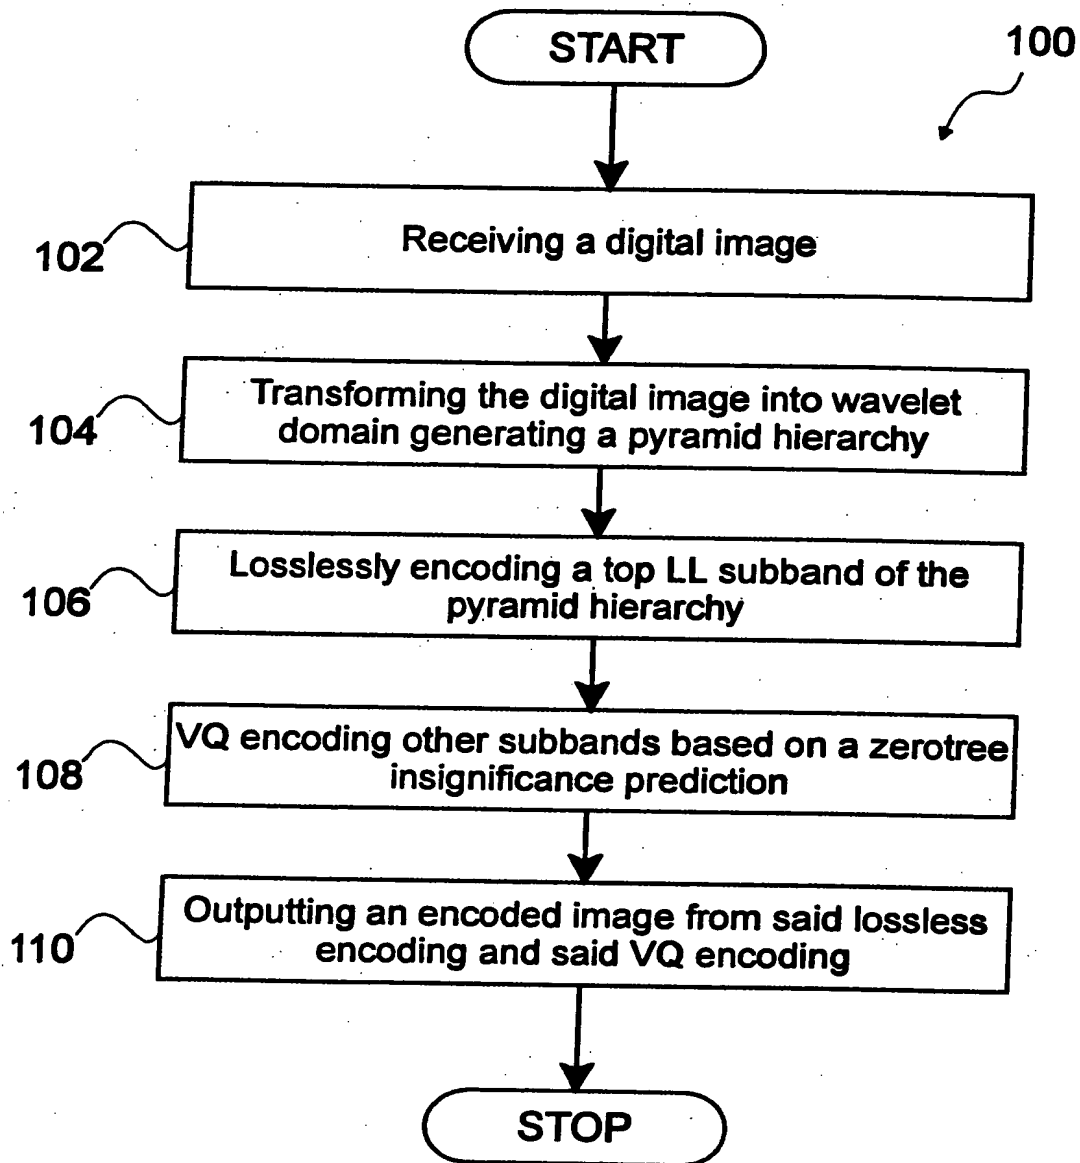 START
100
102
Receiving a digital image
104
Transforming the digital image into wavelet
domain generating a pyramid hierarchy
106
Losslessly encoding a top LL subband of the
pyramid hierarchy
108
VQ encoding other subbands based on a zerotree
insignificance prediction
110
Outputting an encoded image from said lossless
encoding and said VQ encoding
STOP